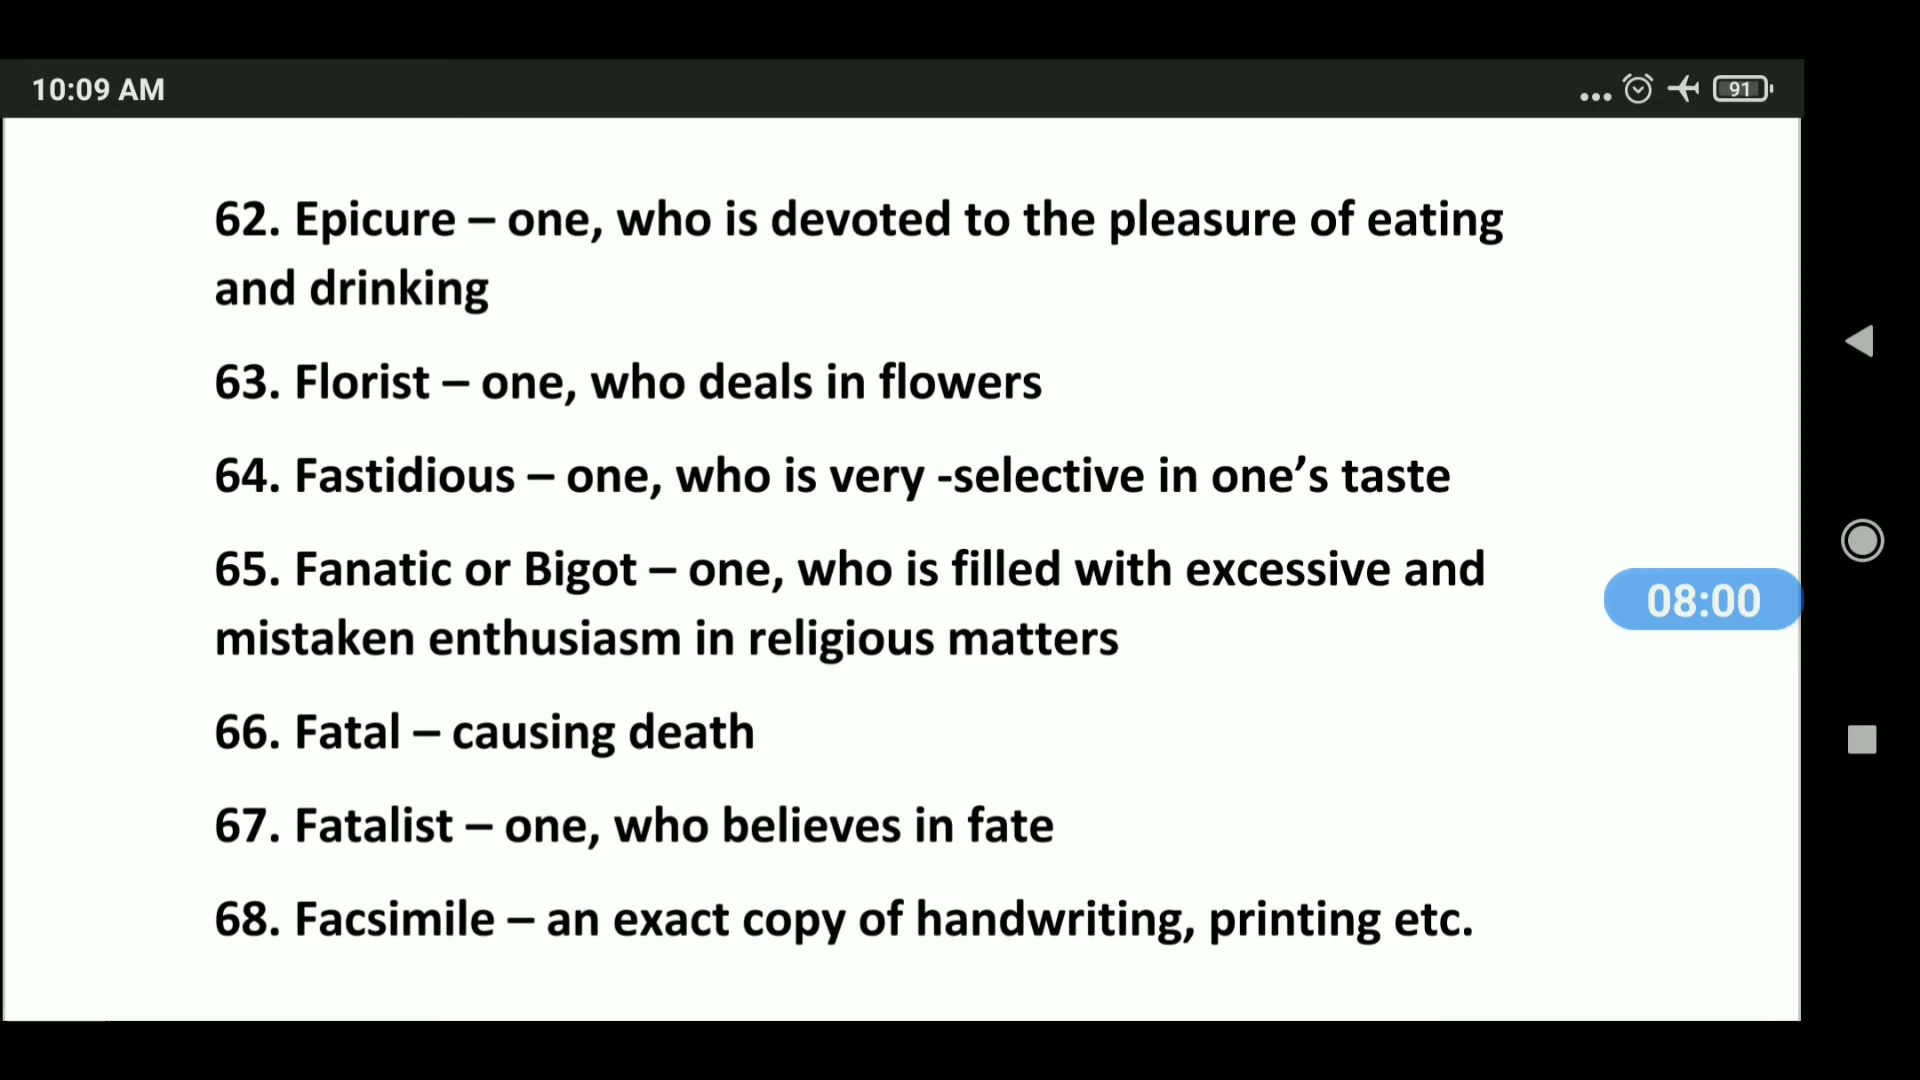 10:09 AM
91
62. Epicure – one, who is devoted to the pleasure of eating
and drinking
63. Florist – one, who deals in flowers
64. Fastidious – one, who is very -selective in one’s taste
65. Fanatic or Bigot – one, who is filled with excessive and
mistaken enthusiasm in religious matters
08:00
66. Fatal – causing death
67. Fatalist – one, who believes in fate
68. Facsimile – an exact copy of handwriting, printing etc.